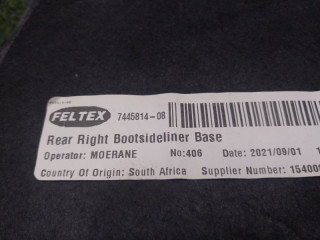 FELTEX 7445814-08
Rear Right Bootsideliner Base
Operator: MOERANE No:406 Date: 2021/09/01
Country Of Origin: South Africa Supplier Number: 15400